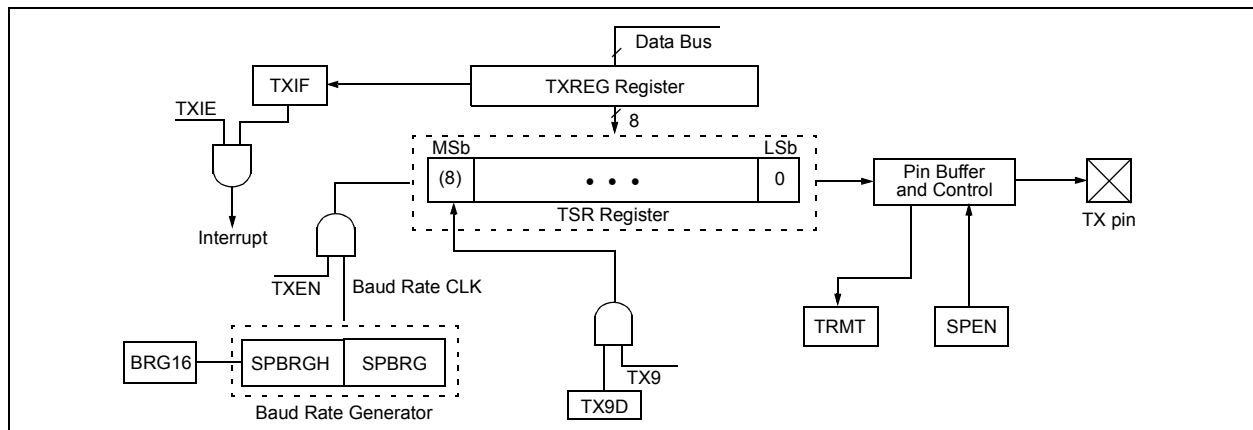 Data Bus
TXIF
TXREG Register
TXIE
8
MSb
LSb
(8)
• • •
0
Pin Buffer
and Control
TSR Register
TX pin
Interrupt
TXEN
Baud Rate CLK
TRMT
SPEN
BRG16
SPBRGH
SPBRG
TX9
TX9D
Baud Rate Generator